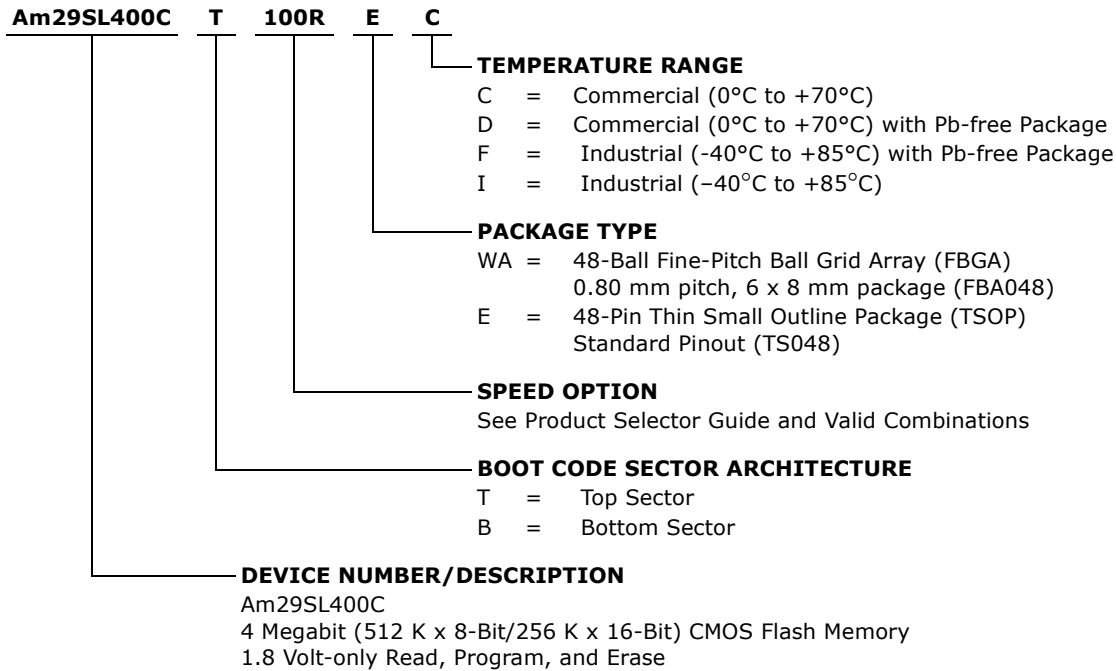 Am29SL400C T 100R E C
TEMPERATURE RANGE
C = Commercial (0°C to +70°C)
D = Commercial (0°C to +70°C) with Pb-free Package
F = Industrial (-40°C to +85°C) with Pb-free Package
I = Industrial (–40°C to +85°C)
PACKAGE TYPE
WA = 48-Ball Fine-Pitch Ball Grid Array (FBGA)
0.80 mm pitch, 6 x 8 mm package (FBA048)
E = 48-Pin Thin Small Outline Package (TSOP)
Standard Pinout (TS048)
SPEED OPTION
See Product Selector Guide and Valid Combinations
BOOT CODE SECTOR ARCHITECTURE
T = Top Sector
B = Bottom Sector
DEVICE NUMBER/DESCRIPTION
Am29SL400C
4 Megabit (512 K x 8-Bit/256 K x 16-Bit) CMOS Flash Memory
1.8 Volt-only Read, Program, and Erase